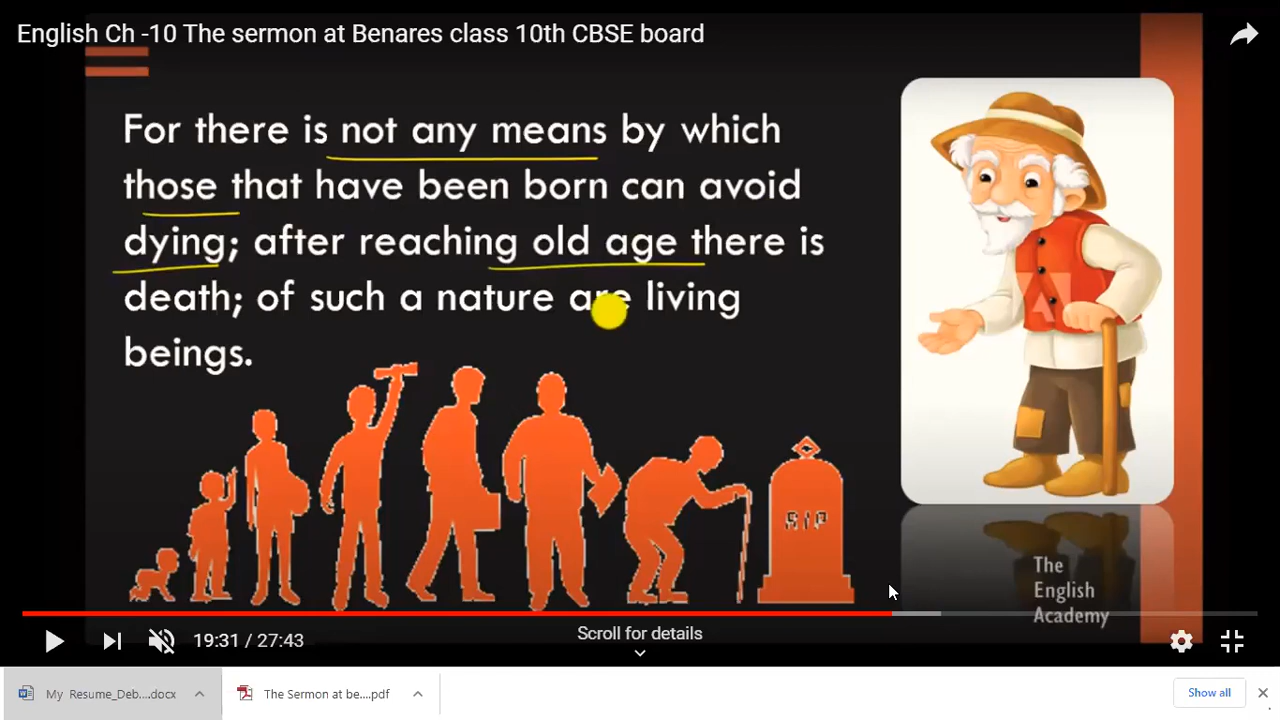 English Ch -10 The sermon at Benares class 10th CBSE board
For there is not any means by which
those that have been born can avoid
dying; after reaching old age there is
death; of such a nature are living
beings.
RIP
The
English
Academy
19:31 / 27:43
Scroll for details
My Resume_Deb....docx
The Sermon at be....pdf
Show all